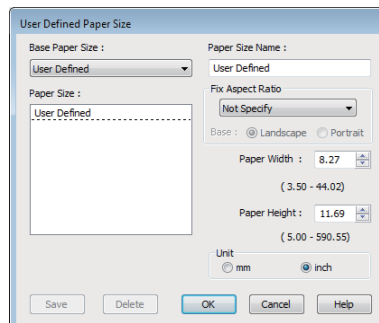 User Defined Paper Size
Base Paper Size :
User Defined
Paper Size :
User Defined
Paper Size Name :
User Defined
Fix Aspect Ratio
Not Specify
Base : Landscape Portrait
Paper Width : 8.27
(3.50 - 44.02)
Paper Height : 11.69
(5.00 - 590.55)
Unit
mm inch
Save Delete OK Cancel Help